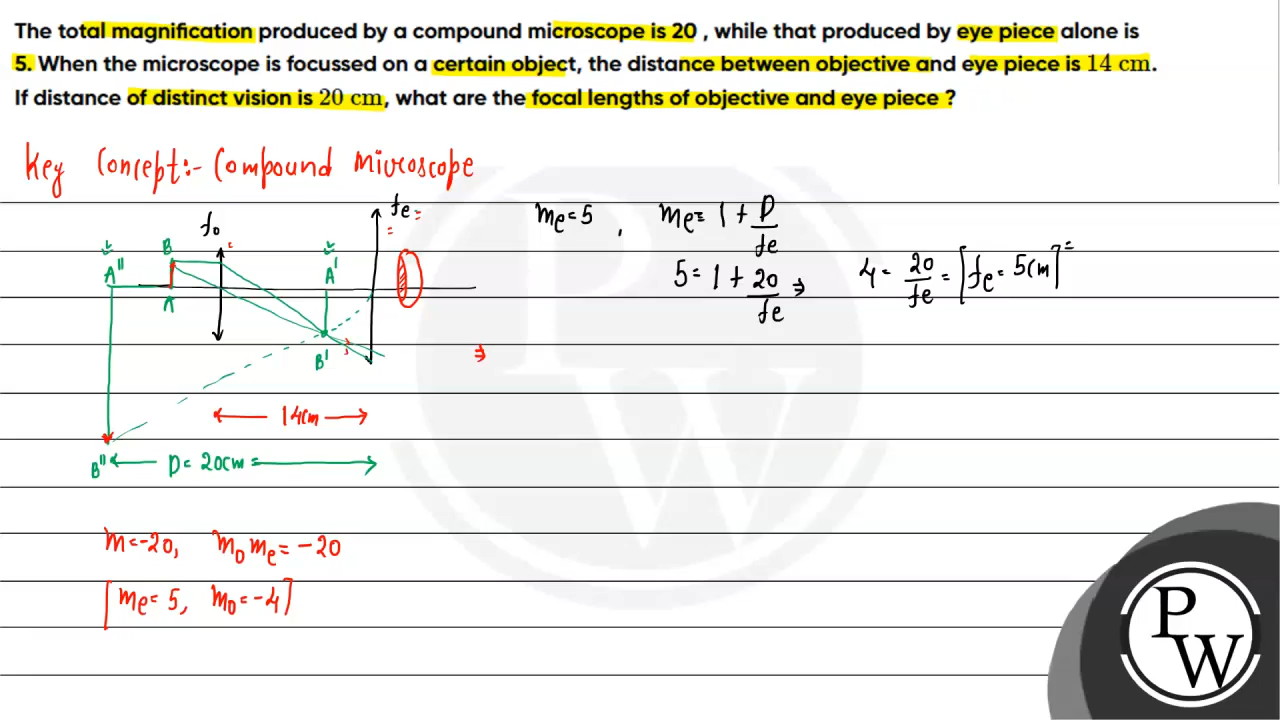 The total magnification produced by a compound microscope is 20 , while that produced by eye piece alone is
5. When the microscope is focussed on a certain object, the distance between objective and eye piece is 14 cm.
If distance of distinct vision is 20 cm, what are the focal lengths of objective and eye piece ?
Key Concept:- Compound Microscope
fo
fe
B
A"
A
A'
B'
14cm
B"
D = 20cm =
me = 5 , me = 1 + D/fe
5 = 1 + 20/fe ⇒ 4 = 20/fe = [fe = 5cm] =
⇒
m = -20, mo me = -20
[me = 5, mo = -4]
PW
P
W